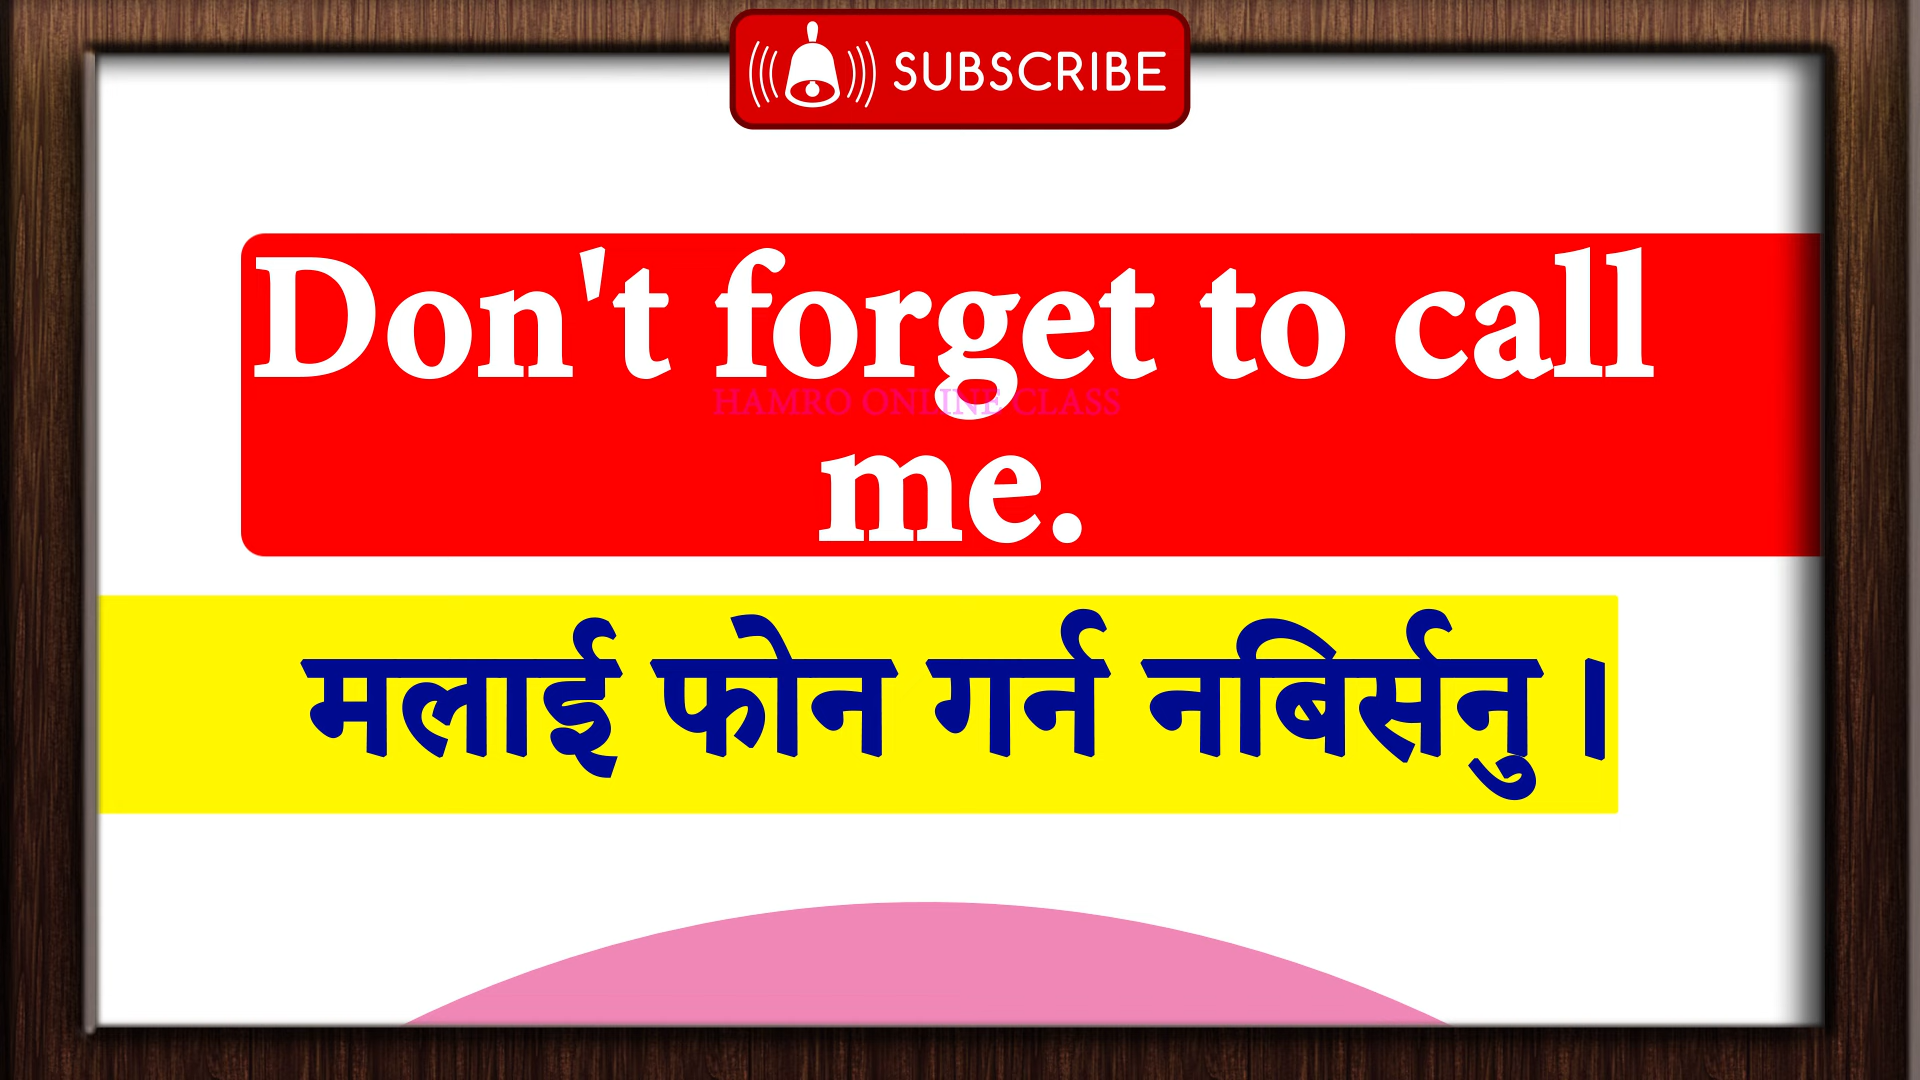 SUBSCRIBE
Don't forget to call
HAMRO ONLINE CLASS
me.
मलाई फोन गर्न नबिर्सनु ।